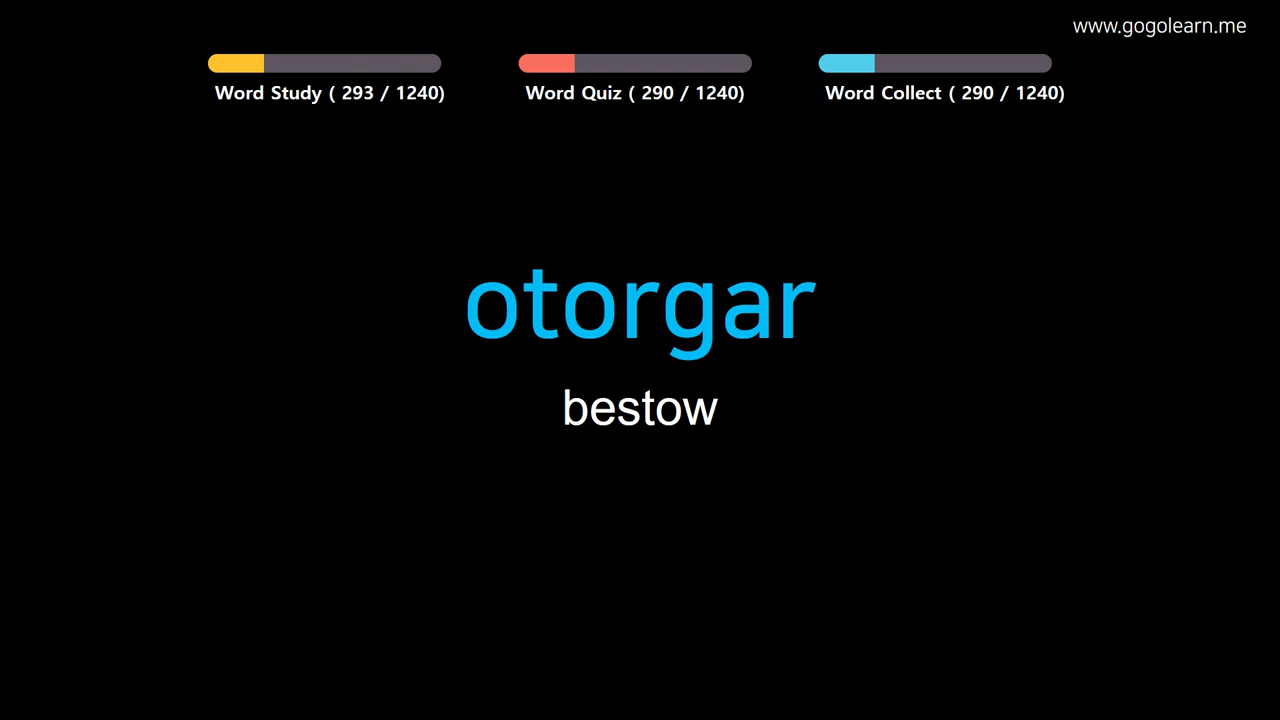 www.gogolearn.me
Word Study ( 293 / 1240)
Word Quiz ( 290 / 1240)
Word Collect ( 290 / 1240)
otorgar
bestow